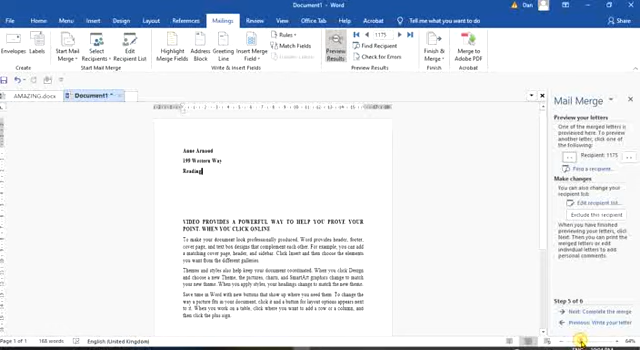 Document1 - Word
Dan
File Home Insert Draw Design Layout References Mailings Review View Office Tab Help Acrobat Tell me what you want to do
Envelopes Labels
Start Mail Merge Select Recipients Edit Recipient List
Highlight Merge Fields Address Block Greeting Line Insert Merge Field
Rules
Match Fields
Preview Results
1175
Find Recipient
Check for Errors
Finish & Merge
Merge to Adobe PDF
Create Start Mail Merge Write & Insert Fields Preview Results Finish Acrobat
AMAZING.docx Document1 *
Anne Arnood
199 Western Way
Reading
VIDEO PROVIDES A POWERFUL WAY TO HELP YOU PROVE YOUR
POINT. WHEN YOU CLICK ONLINE
To make your document look professionally produced, Word provides header, footer,
cover page, and text box designs that complement each other. For example, you can add
a matching cover page, header, and sidebar. Click Insert and then choose the elements
you want from the different galleries.
Themes and styles also help keep your document coordinated. When you click Design
and choose a new Theme, the pictures, charts, and SmartArt graphics change to match
your new theme. When you apply styles, your headings change to match the new theme.
Save time in Word with new buttons that show up where you need them. To change the
way a picture fits in your document, click it and a button for layout options appears next
to it. When you work on a table, click where you want to add a row or a column, and
then click the plus sign.
Mail Merge
Preview your letters
One of the merged letters is
previewed here. To preview
another letter, click one of the
following:
Recipient: 1175
Find a recipient...
Make changes
You can also change your
recipient list:
Edit recipient list...
Exclude this recipient
When you have finished
previewing your letters, click
Next. Then you can print the
merged letters or edit
individual letters to add
personal comments.
Step 5 of 6
Next: Complete the merge
Previous: Write your letter
Page 1 of 1 168 words English (United Kingdom) 64%